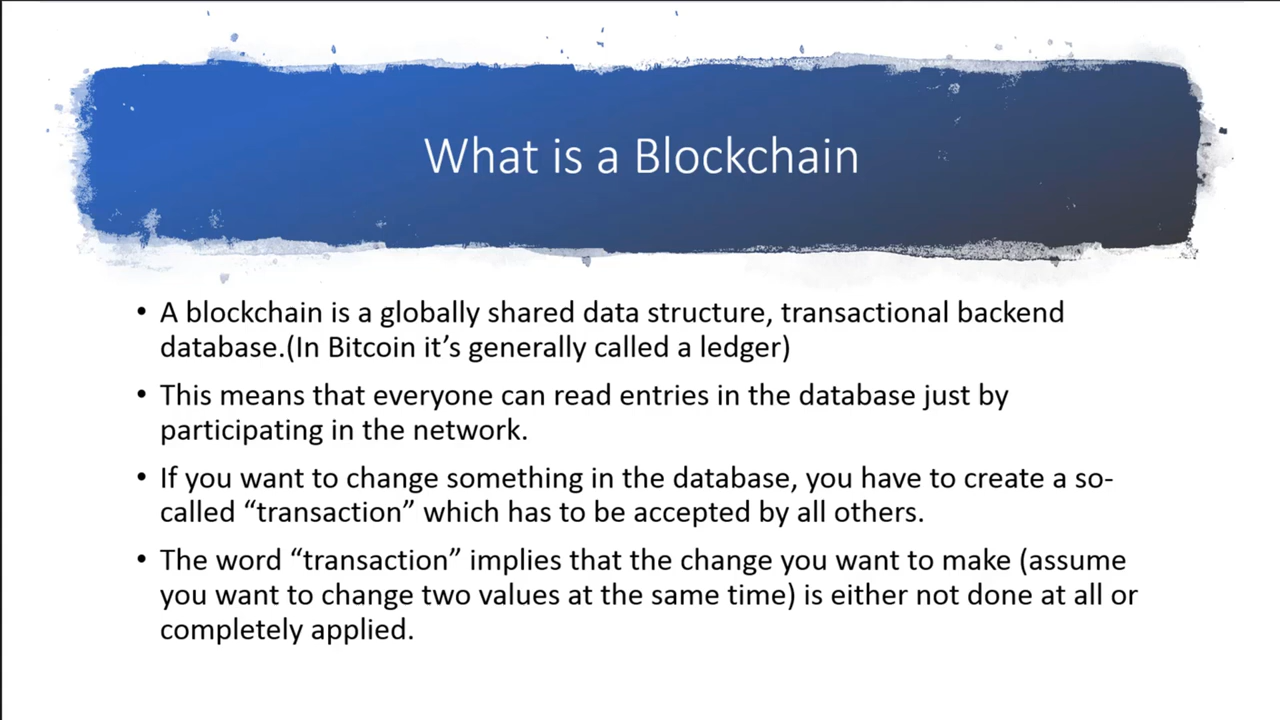 What is a Blockchain
• A blockchain is a globally shared data structure, transactional backend
database.(In Bitcoin it’s generally called a ledger)
• This means that everyone can read entries in the database just by
participating in the network.
• If you want to change something in the database, you have to create a so-
called “transaction” which has to be accepted by all others.
• The word “transaction” implies that the change you want to make (assume
you want to change two values at the same time) is either not done at all or
completely applied.